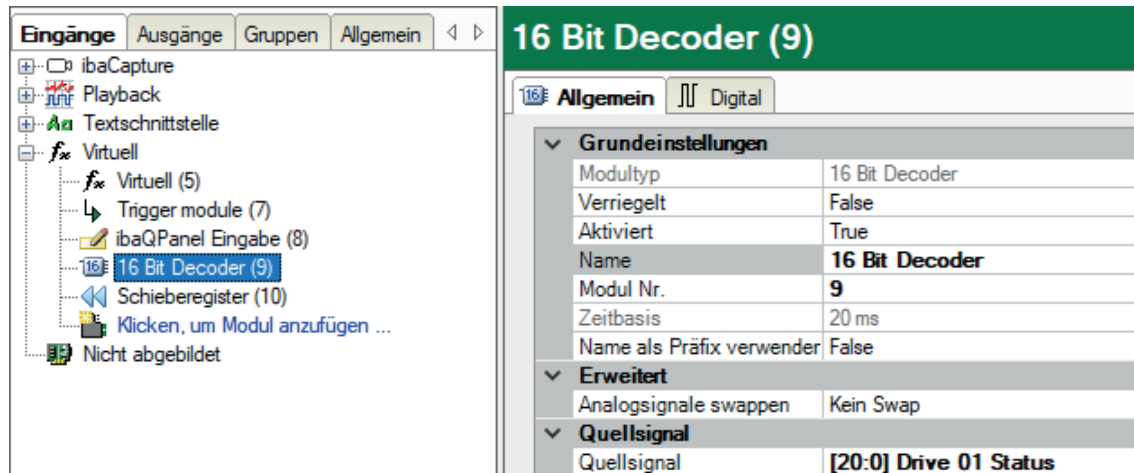 Eingänge Ausgänge Gruppen Allgemein
ibaCapture
Playback
Textschnittstelle
Virtuell
Virtuell (5)
Trigger module (7)
ibaQPanel Eingabe (8)
16 Bit Decoder (9)
Schieberegister (10)
Klicken, um Modul anzufügen ...
Nicht abgebildet
16 Bit Decoder (9)
Allgemein Digital
Grundeinstellungen
Modultyp 16 Bit Decoder
Verriegelt False
Aktiviert True
Name 16 Bit Decoder
Modul Nr. 9
Zeitbasis 20 ms
Name als Präfix verwender False
Erweitert
Analogsignale swappen Kein Swap
Quellsignal
Quellsignal [20:0] Drive 01 Status